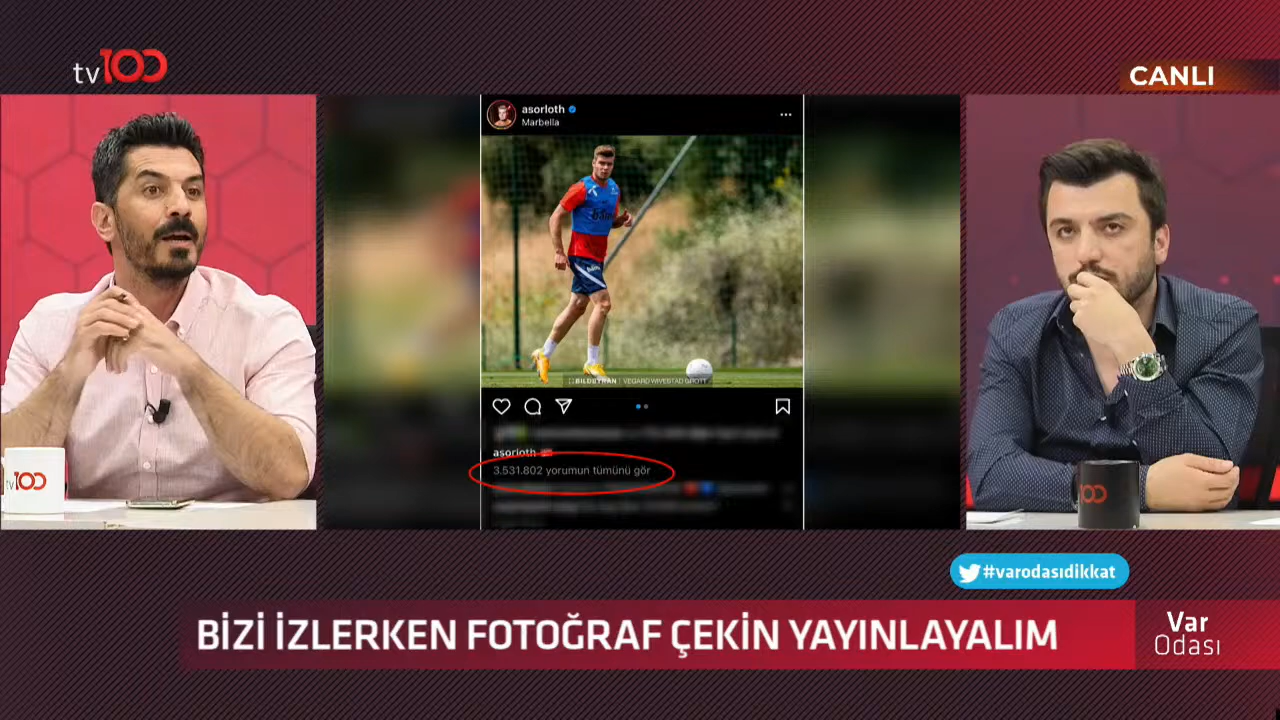 tv100
CANLI
asorloth
Marbella
BILDBYRÅN | VEGARD WIVESTAD GRØTT
asorloth
3.531.802 yorumun tümünü gör
tv100
100
#varodasıdikkat
BİZİ İZLERKEN FOTOĞRAF ÇEKİN YAYINLAYALIM
Var
Odası